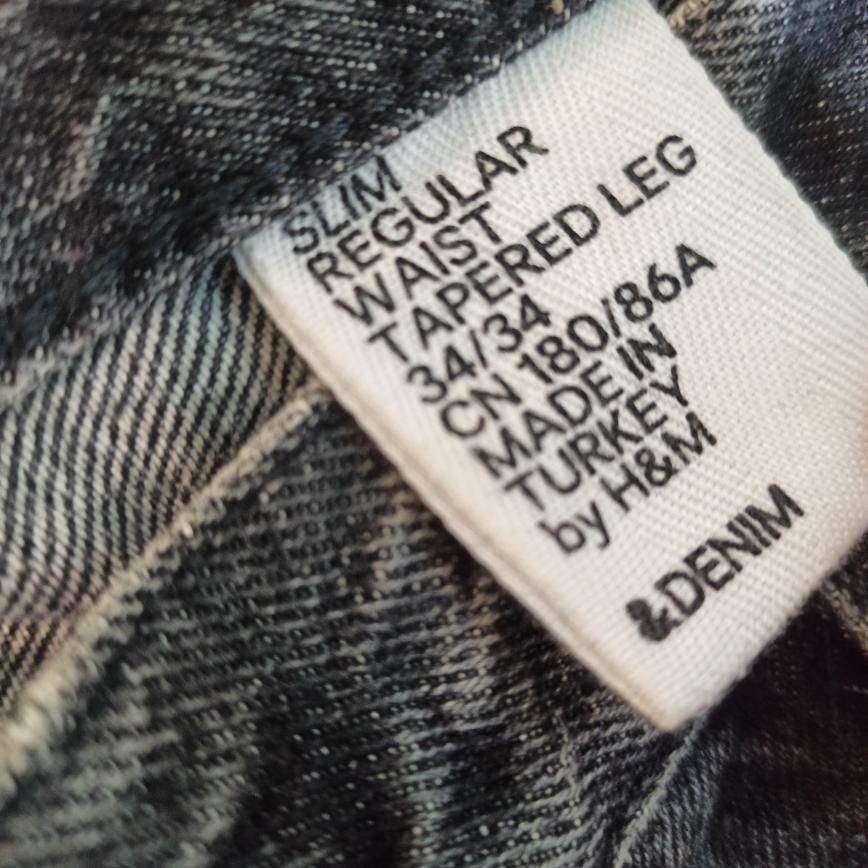 SLIM
REGULAR
WAIST
TAPERED LEG
34/34
CN 180/86A
MADE IN
TURKEY
by H&M
&DENIM